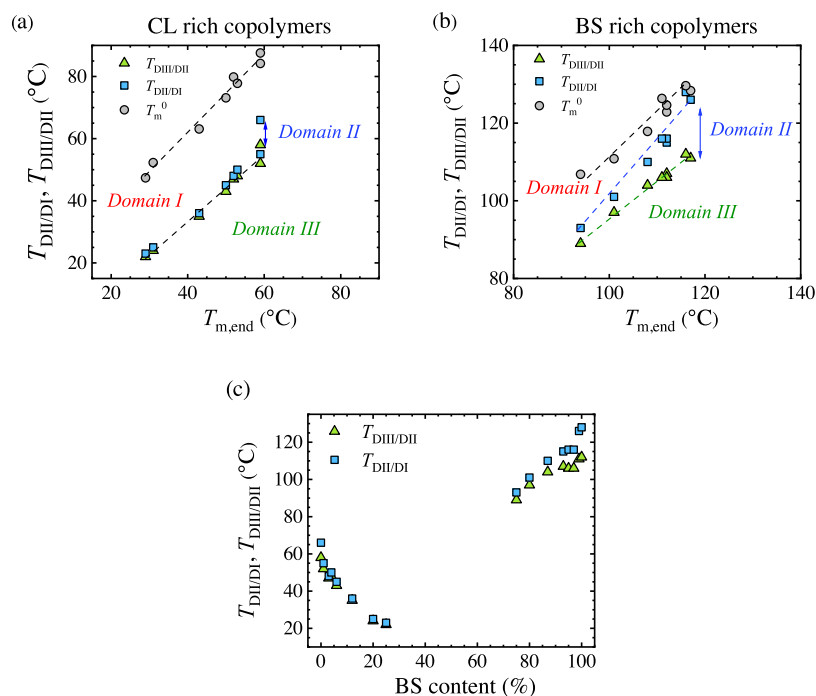 (a)
CL rich copolymers
T_DIII/DII
T_DII/DI
T_m^0
Domain I
Domain II
Domain III
80
60
40
20
T_DII/DI, T_DIII/DII (°C)
20 40 60 80
T_m,end (°C)
(b)
BS rich copolymers
T_DIII/DII
T_DII/DI
T_m^0
Domain I
Domain II
Domain III
140
120
100
80
T_DII/DI, T_DIII/DII (°C)
80 100 120 140
T_m,end (°C)
(c)
T_DIII/DII
T_DII/DI
120
100
80
60
40
20
T_DII/DI, T_DIII/DII (°C)
0 20 40 60 80 100
BS content (%)